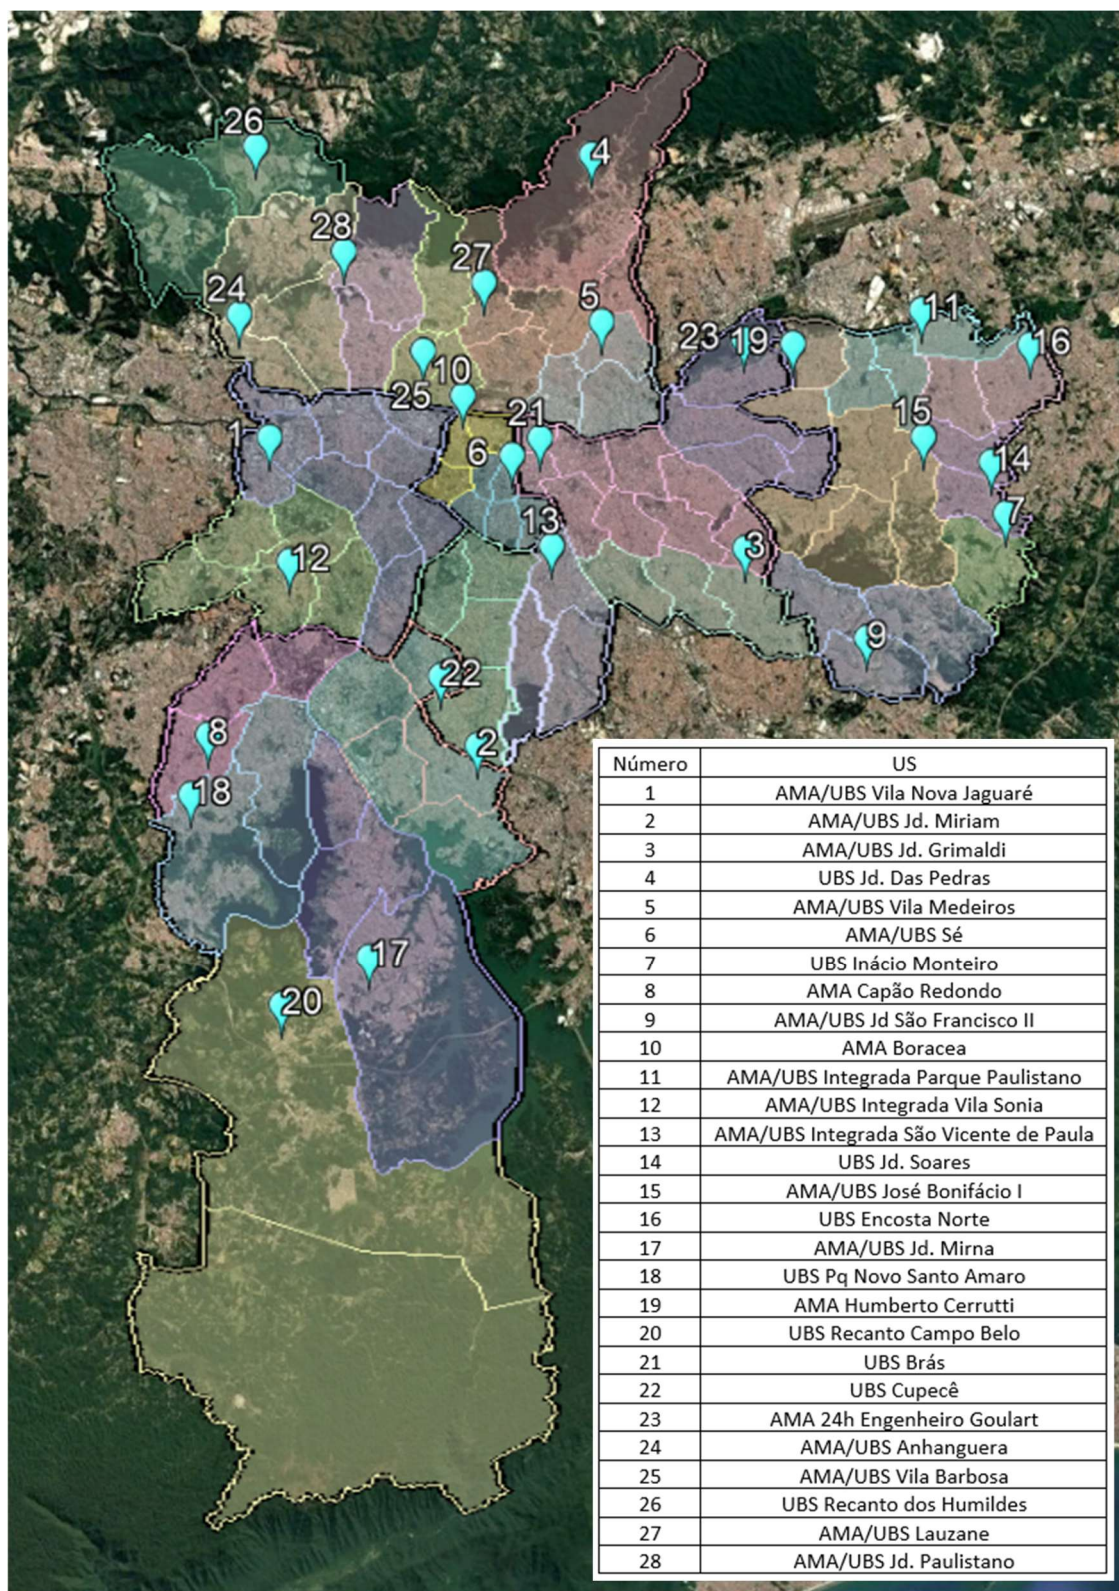 26
4
28
27
24
5
11
23 19
16
10
25
21
15
1
6
14
7
13
3
12
9
22
8
2
18
17
20
Número US
1 AMA/UBS Vila Nova Jaguaré
2 AMA/UBS Jd. Miriam
3 AMA/UBS Jd. Grimaldi
4 UBS Jd. Das Pedras
5 AMA/UBS Vila Medeiros
6 AMA/UBS Sé
7 UBS Inácio Monteiro
8 AMA Capão Redondo
9 AMA/UBS Jd São Francisco II
10 AMA Boracea
11 AMA/UBS Integrada Parque Paulistano
12 AMA/UBS Integrada Vila Sonia
13 AMA/UBS Integrada São Vicente de Paula
14 UBS Jd. Soares
15 AMA/UBS José Bonifácio I
16 UBS Encosta Norte
17 AMA/UBS Jd. Mirna
18 UBS Pq Novo Santo Amaro
19 AMA Humberto Cerrutti
20 UBS Recanto Campo Belo
21 UBS Brás
22 UBS Cupecê
23 AMA 24h Engenheiro Goulart
24 AMA/UBS Anhanguera
25 AMA/UBS Vila Barbosa
26 UBS Recanto dos Humildes
27 AMA/UBS Lauzane
28 AMA/UBS Jd. Paulistano